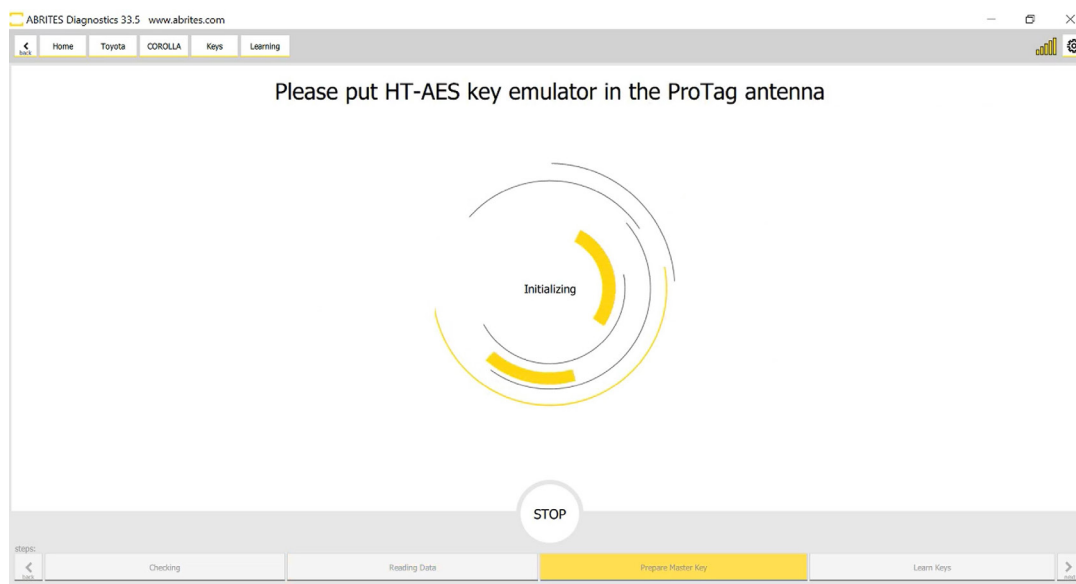 ABRITES Diagnostics 33.5 www.abrites.com
back Home Toyota COROLLA Keys Learning
Please put HT-AES key emulator in the ProTag antenna
Initializing
STOP
steps:
back Checking Reading Data Prepare Master Key Learn Keys next